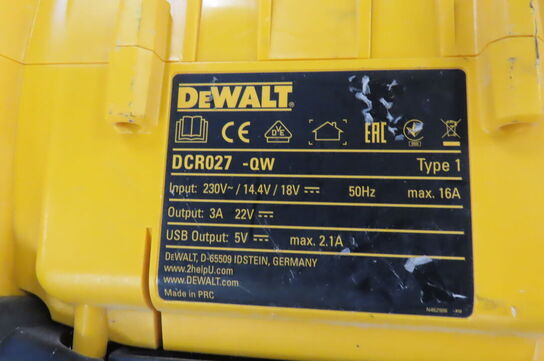 DEWALT
CE EAC
DCR027 -QW Type 1
Input: 230V~ / 14.4V / 18V⎓ 50Hz max. 16A
Output: 3A 22V⎓
USB Output: 5V⎓ max. 2.1A
DEWALT, D-65509 IDSTEIN, GERMANY
www.2helpU.com
www.DEWALT.com
Made in PRC